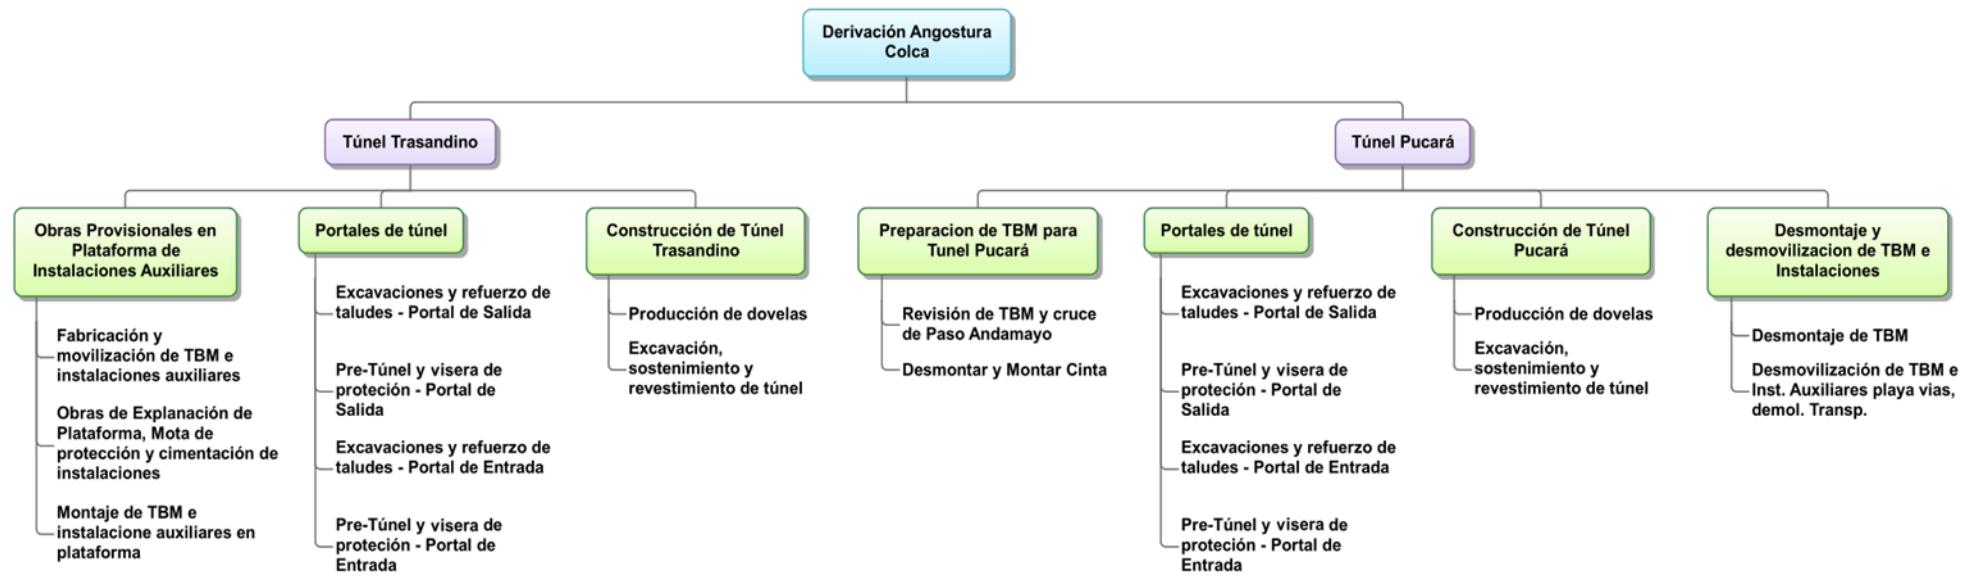 Derivación Angostura
Colca
Túnel Trasandino
Túnel Pucará
Obras Provisionales en
Plataforma de
Instalaciones Auxiliares
Fabricación y
movilización de TBM e
instalaciones auxiliares
Obras de Explanación de
Plataforma, Mota de
protección y cimentación de
instalaciones
Montaje de TBM e
instalacione auxiliares en
plataforma
Portales de túnel
Excavaciones y refuerzo de
taludes - Portal de Salida
Pre-Túnel y visera de
proteción - Portal de
Salida
Excavaciones y refuerzo de
taludes - Portal de Entrada
Pre-Túnel y visera de
proteción - Portal de
Entrada
Construcción de Túnel
Trasandino
Producción de dovelas
Excavación,
sostenimiento y
revestimiento de túnel
Preparacion de TBM para
Tunel Pucará
Revisión de TBM y cruce
de Paso Andamayo
Desmontar y Montar Cinta
Portales de túnel
Excavaciones y refuerzo de
taludes - Portal de Salida
Pre-Túnel y visera de
proteción - Portal de
Salida
Excavaciones y refuerzo de
taludes - Portal de Entrada
Pre-Túnel y visera de
proteción - Portal de
Entrada
Construcción de Túnel
Pucará
Producción de dovelas
Excavación,
sostenimiento y
revestimiento de túnel
Desmontaje y
desmovilizacion de TBM e
Instalaciones
Desmontaje de TBM
Desmovilización de TBM e
Inst. Auxiliares playa vias,
demol. Transp.